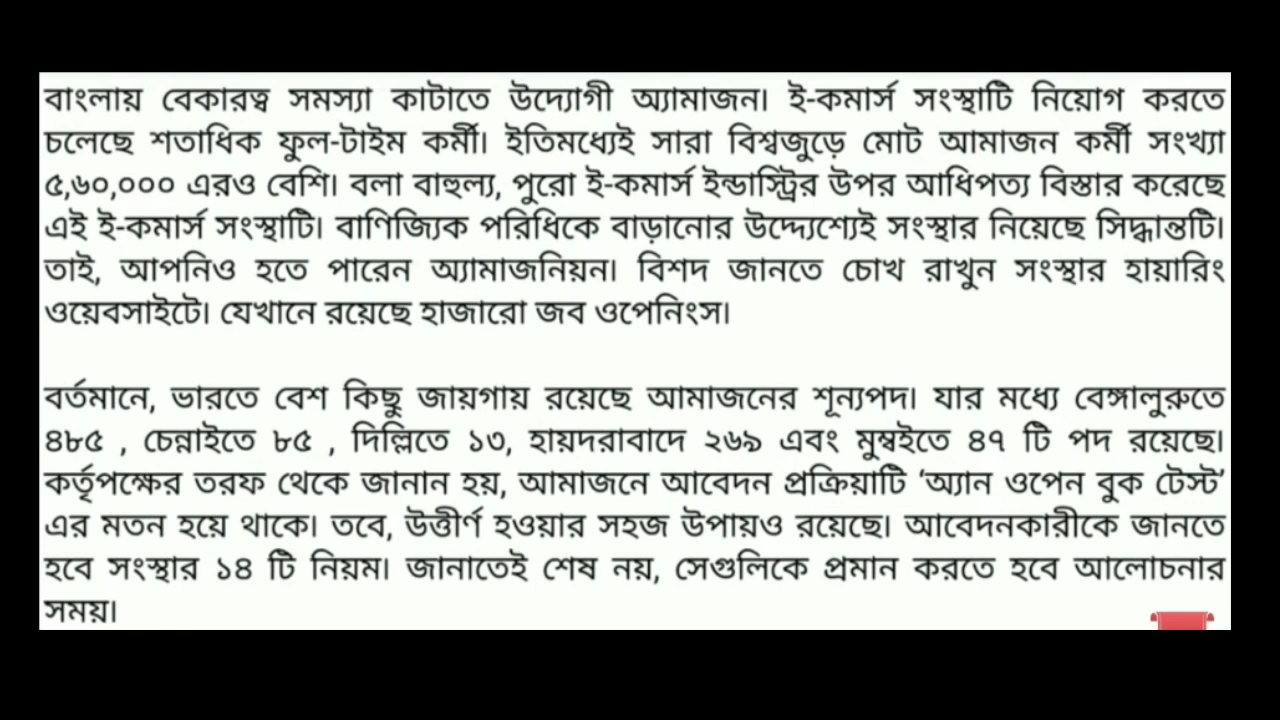 বাংলায় বেকারত্ব সমস্যা কাটাতে উদ্যোগী অ্যামাজন। ই-কমার্স সংস্থাটি নিয়োগ করতে
চলেছে শতাধিক ফুল-টাইম কর্মী। ইতিমধ্যেই সারা বিশ্বজুড়ে মোট আমাজন কর্মী সংখ্যা
৫,৬০,০০০ এরও বেশি। বলা বাহুল্য, পুরো ই-কমার্স ইন্ডাস্ট্রির উপর আধিপত্য বিস্তার করেছে
এই ই-কমার্স সংস্থাটি। বাণিজ্যিক পরিধিকে বাড়ানোর উদ্দ্যেশ্যেই সংস্থার নিয়েছে সিদ্ধান্তটি।
তাই, আপনিও হতে পারেন অ্যামাজনিয়ন। বিশদ জানতে চোখ রাখুন সংস্থার হায়ারিং
ওয়েবসাইটে। যেখানে রয়েছে হাজারো জব ওপেনিংস।
বর্তমানে, ভারতে বেশ কিছু জায়গায় রয়েছে আমাজনের শূন্যপদ। যার মধ্যে বেঙ্গালুরুতে
৪৮৫ , চেন্নাইতে ৮৫ , দিল্লিতে ১৩, হায়দরাবাদে ২৬৯ এবং মুম্বইতে ৪৭ টি পদ রয়েছে।
কর্তৃপক্ষের তরফ থেকে জানান হয়, আমাজনে আবেদন প্রক্রিয়াটি ‘অ্যান ওপেন বুক টেস্ট’
এর মতন হয়ে থাকে। তবে, উত্তীর্ণ হওয়ার সহজ উপায়ও রয়েছে। আবেদনকারীকে জানতে
হবে সংস্থার ১৪ টি নিয়ম। জানাতেই শেষ নয়, সেগুলিকে প্রমান করতে হবে আলোচনার
সময়।